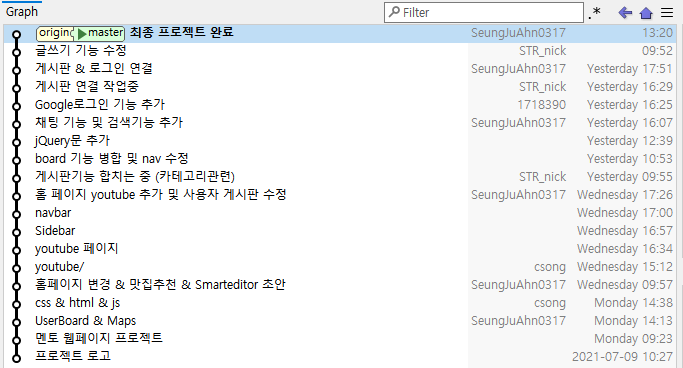 Graph Filter .*
origin/ master 최종 프로젝트 완료 SeungJuAhn0317 13:20
글쓰기 기능 수정 STR_nick 09:52
게시판 & 로그인 연결 SeungJuAhn0317 Yesterday 17:51
게시판 연결 작업중 STR_nick Yesterday 16:29
Google로그인 기능 추가 1718390 Yesterday 16:25
채팅 기능 및 검색기능 추가 SeungJuAhn0317 Yesterday 16:07
jQuery문 추가 Yesterday 12:39
board 기능 병합 및 nav 수정 Yesterday 10:53
게시판기능 합치는 중 (카테고리관련) STR_nick Yesterday 09:55
홈 페이지 youtube 추가 및 사용자 게시판 수정 SeungJuAhn0317 Wednesday 17:26
navbar Wednesday 17:00
Sidebar Wednesday 16:57
youtube 페이지 Wednesday 16:34
youtube/ csong Wednesday 15:12
홈페이지 변경 & 맛집추천 & Smarteditor 초안 SeungJuAhn0317 Wednesday 09:57
css & html & js csong Monday 14:38
UserBoard & Maps SeungJuAhn0317 Monday 14:13
멘토 웹페이지 프로젝트 Monday 09:23
프로젝트 로고 2021-07-09 10:27